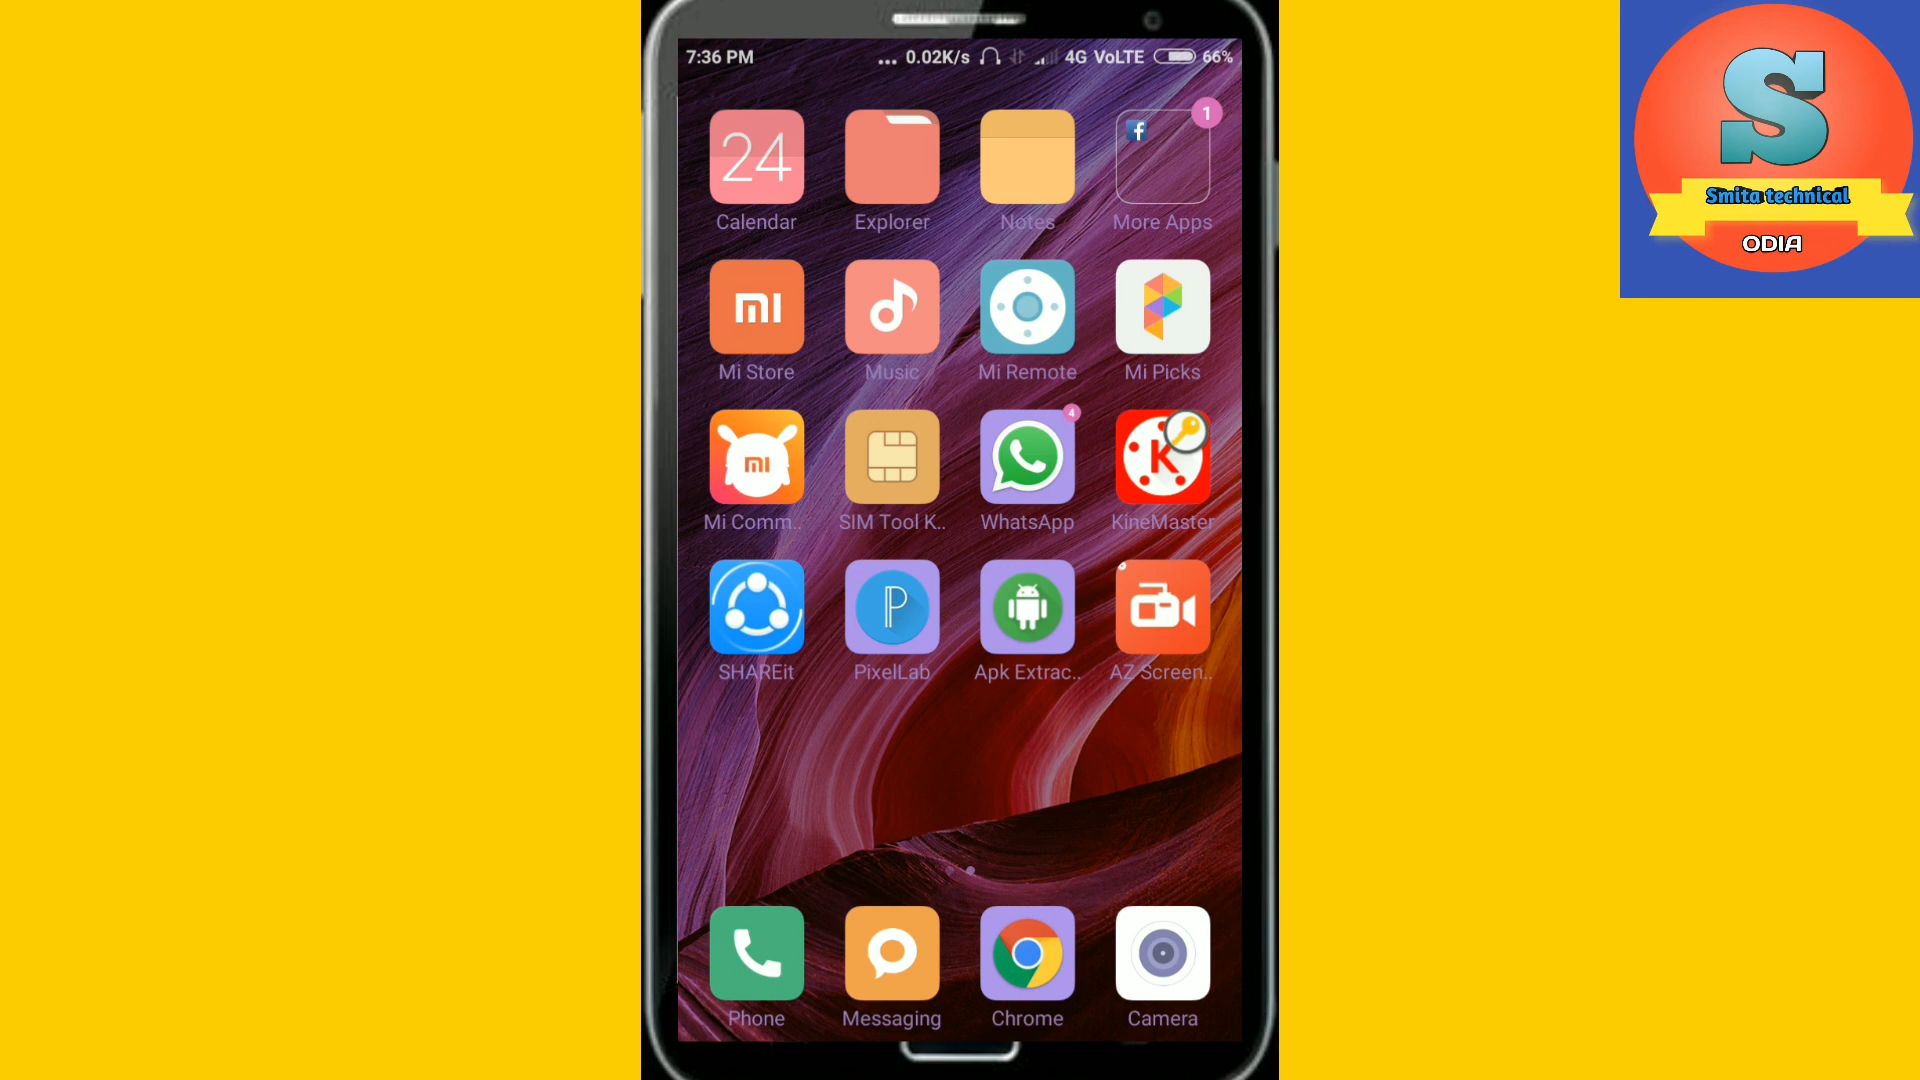 7:36 PM
... 0.02K/s 4G VoLTE 66%
24
1
Calendar
Explorer
Notes
More Apps
mi
Mi Store
Music
Mi Remote
Mi Picks
mi
4
K
Mi Comm..
SIM Tool K..
WhatsApp
KineMaster
P
SHAREit
PixelLab
Apk Extrac..
AZ Screen..
Phone
Messaging
Chrome
Camera
S
Smita technical
ODIA